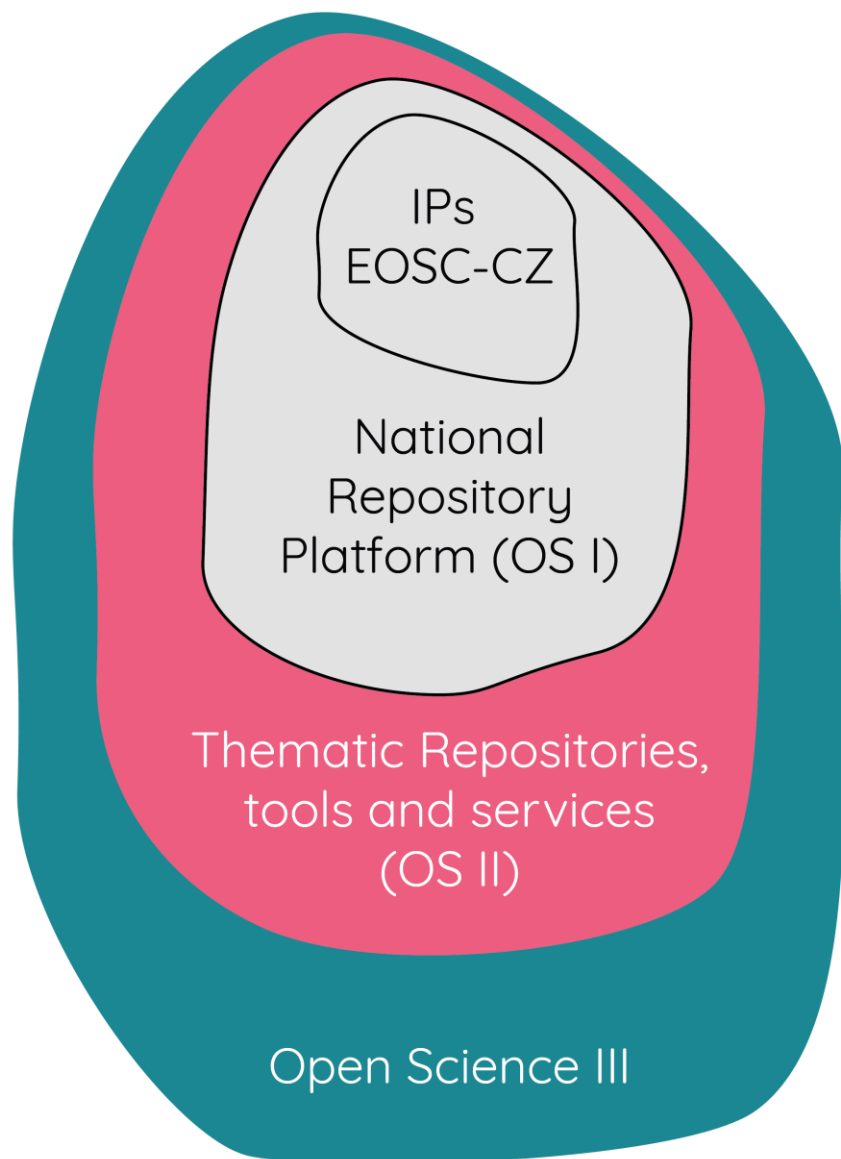 IPs
EOSC-CZ
National
Repository
Platform (OS I)
Thematic Repositories,
tools and services
(OS II)
Open Science III